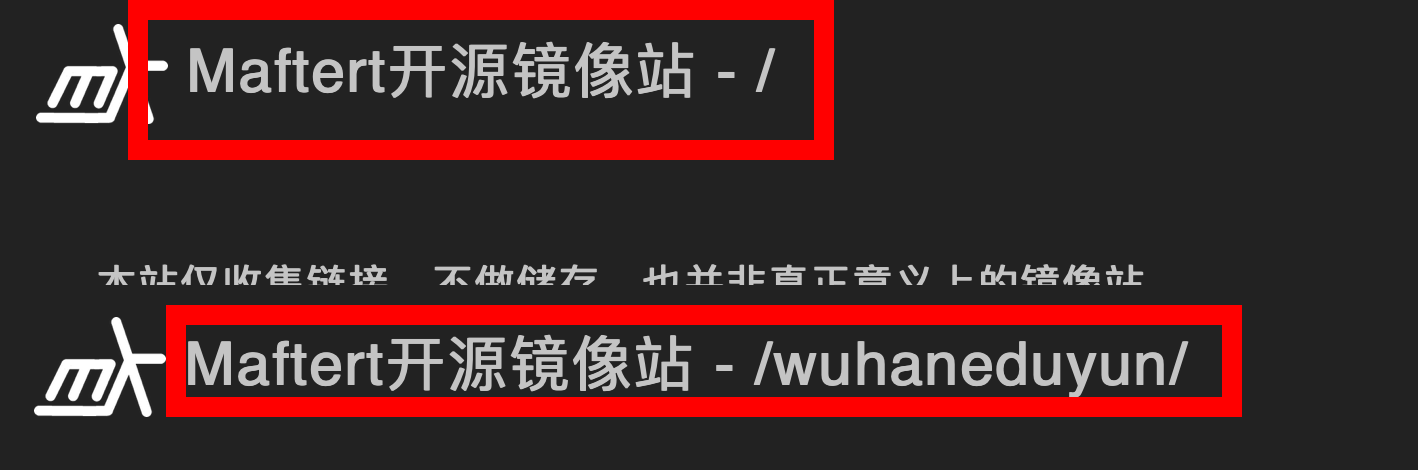 Maftert开源镜像站 - /
本站仅收集链接，不做储存，也并非真正意义上的镜像站
Maftert开源镜像站 - /wuhaneduyun/